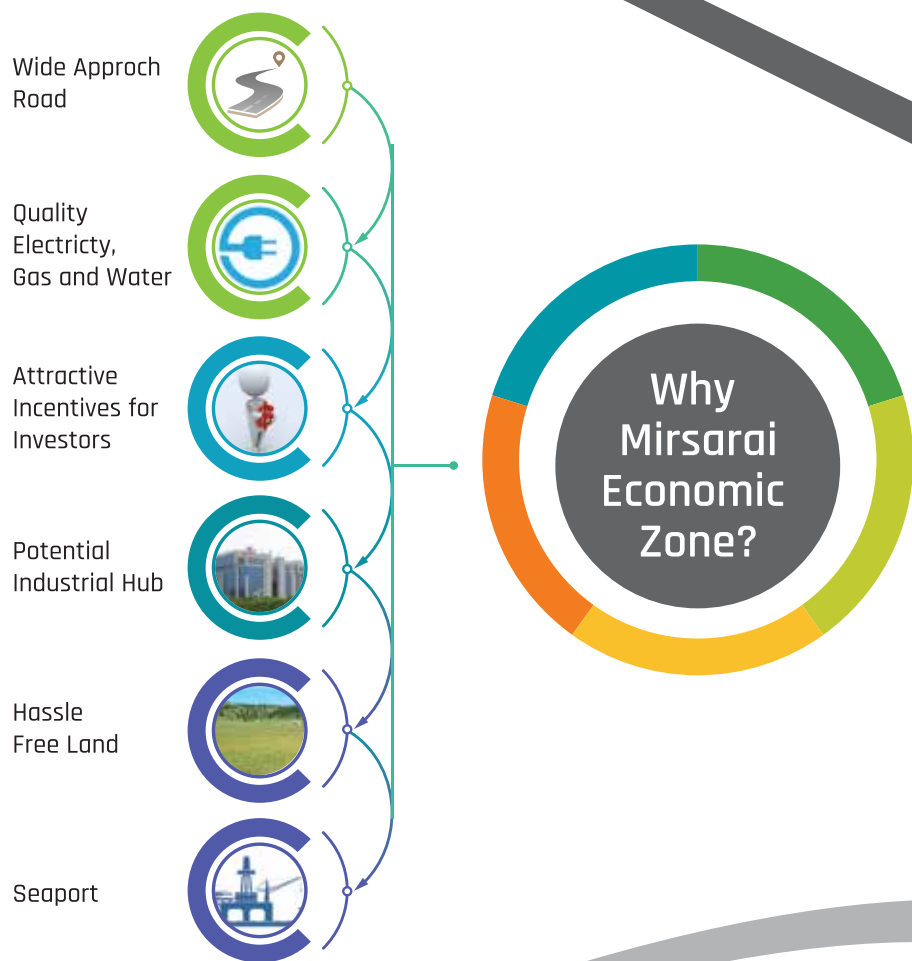 Wide Approch
Road
Quality
Electricty,
Gas and Water
Attractive
Incentives for
Investors
Potential
Industrial Hub
Hassle
Free Land
Seaport
Why
Mirsarai
Economic
Zone?